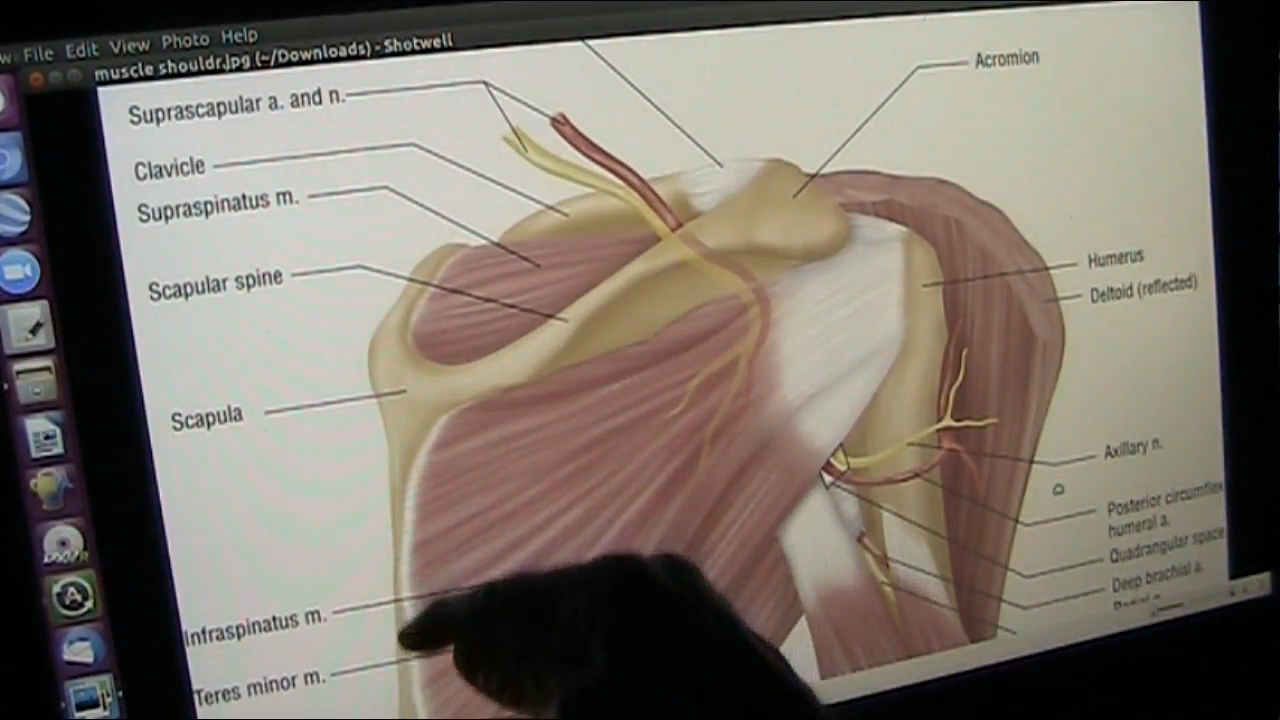 File Edit View Photo Help
muscle shouldr.jpg (~/Downloads) - Shotwell
Suprascapular a. and n.
Acromion
Clavicle
Supraspinatus m.
Scapular spine
Humerus
Deltoid (reflected)
Scapula
Axillary n.
Posterior circumflex
humeral a.
Quadrangular space
Deep brachial a.
Infraspinatus m.
Teres minor m.